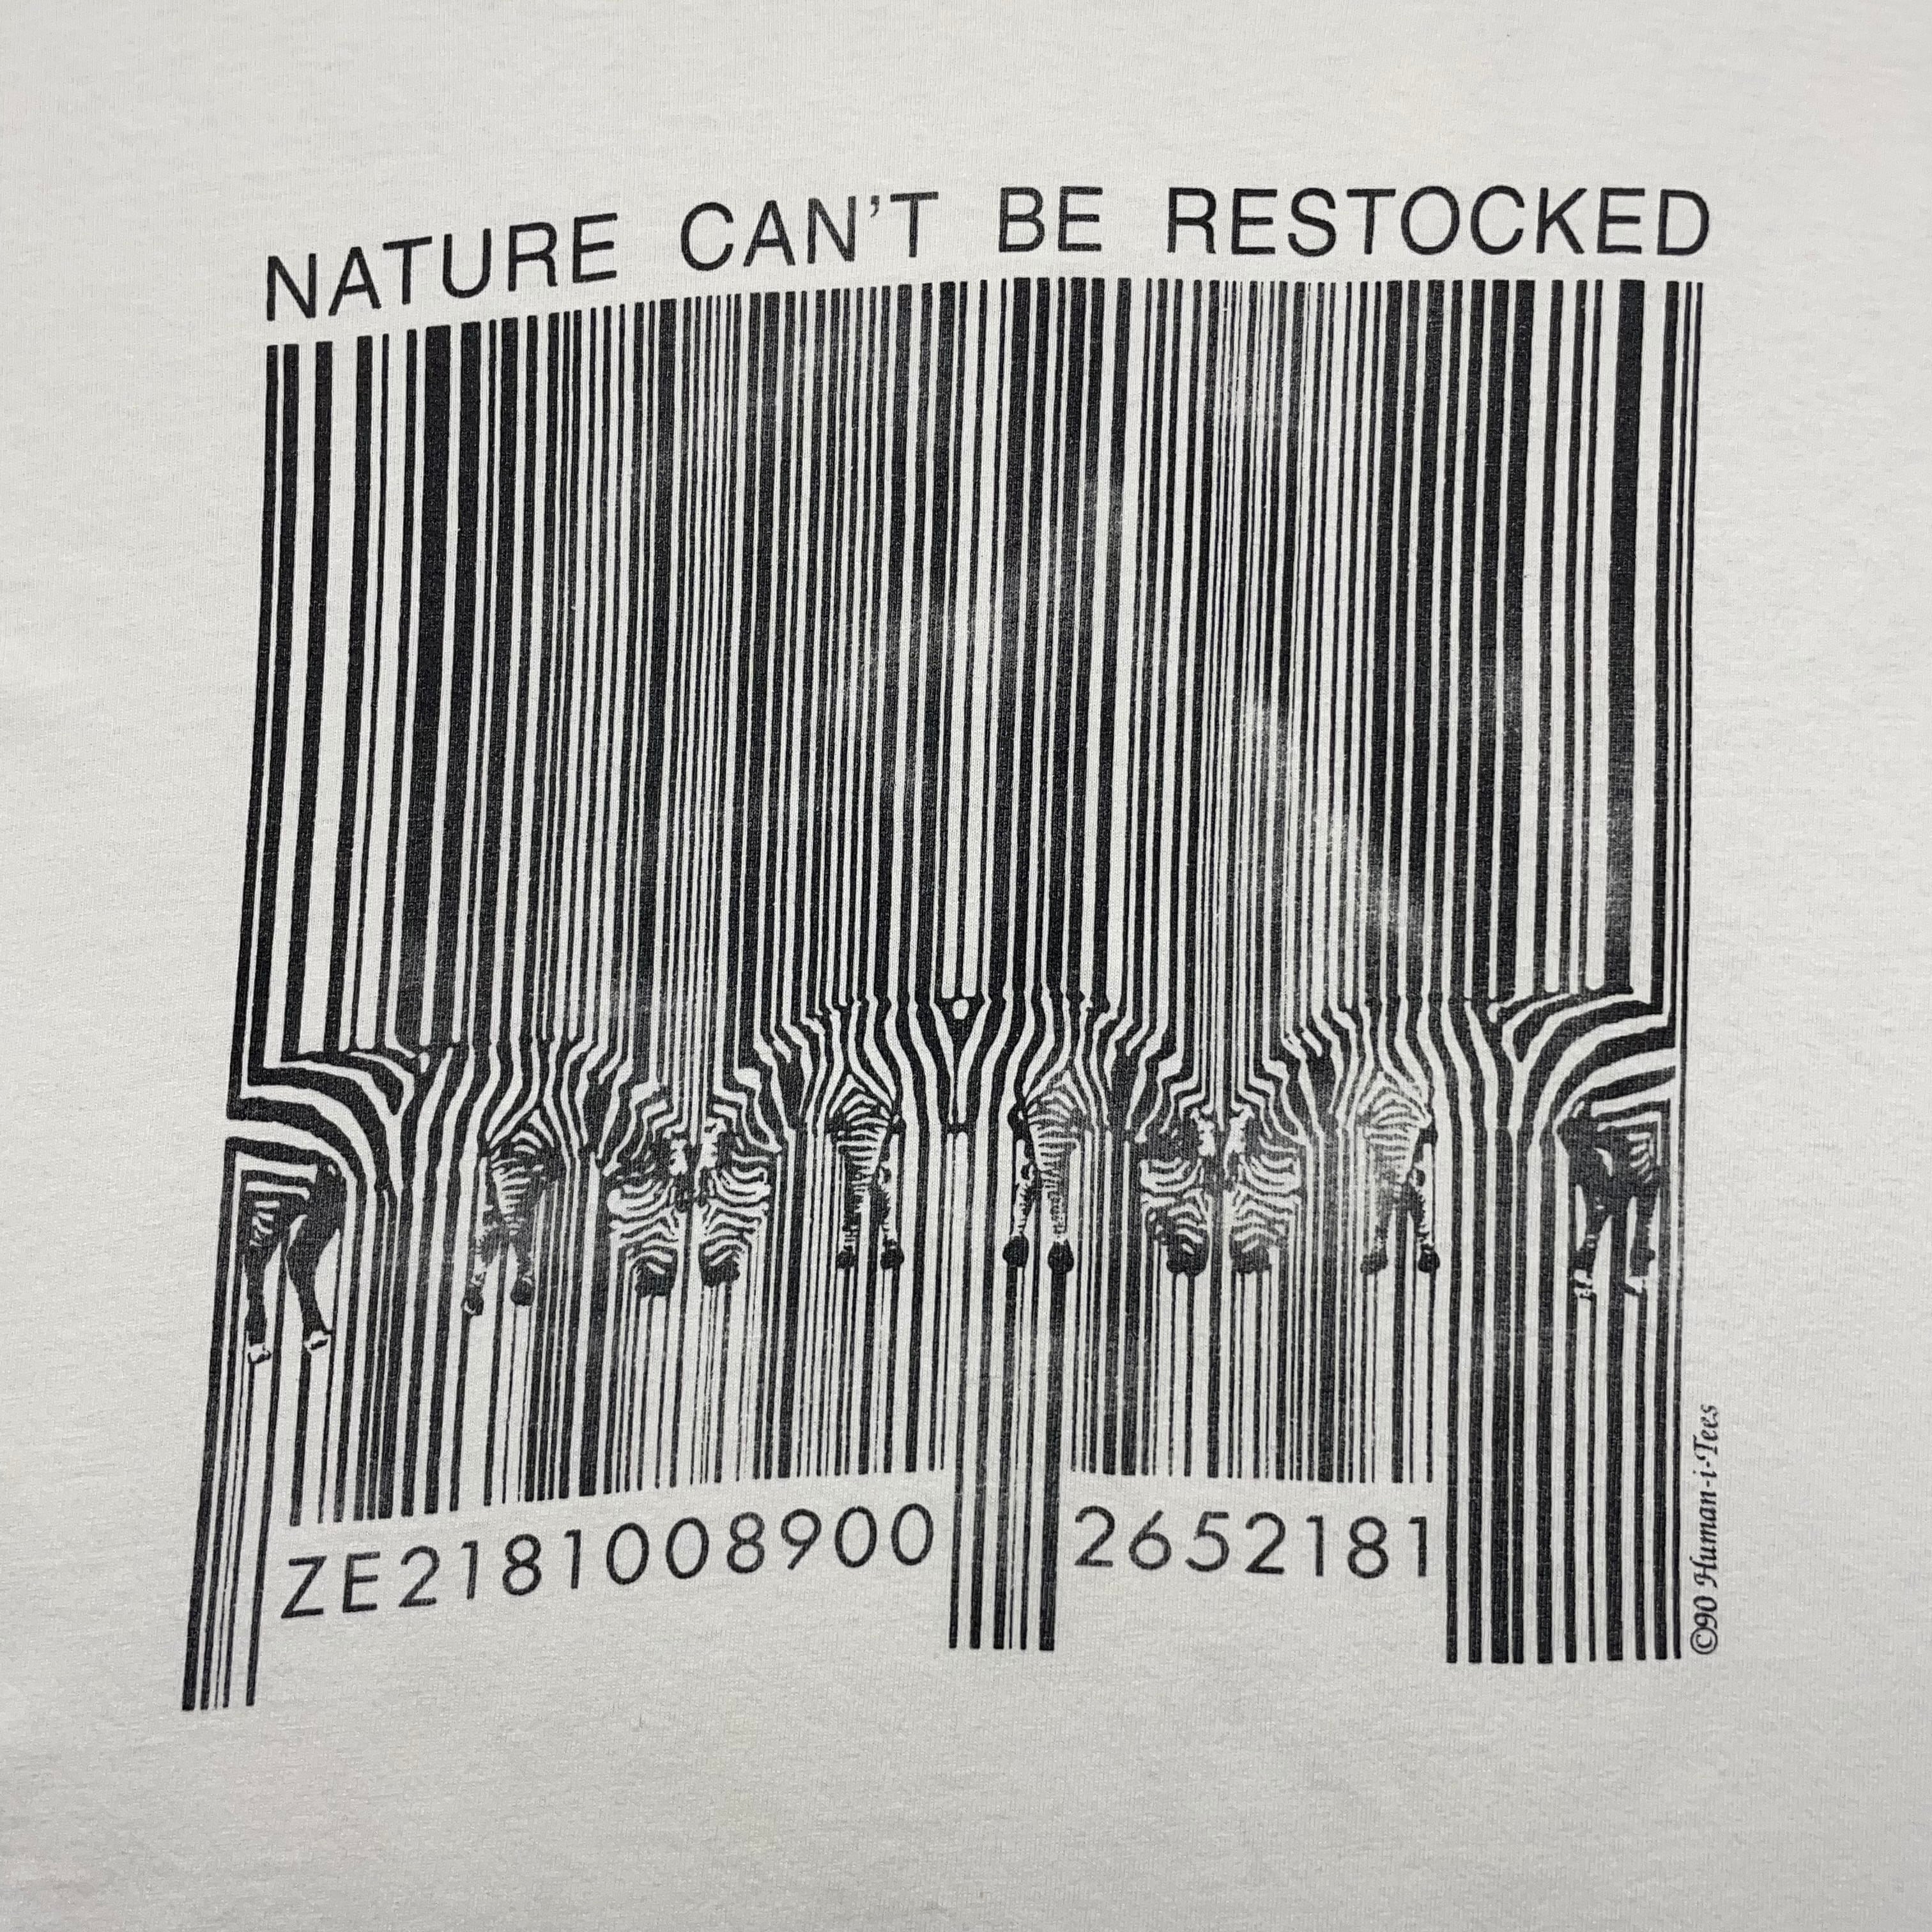 NATURE CAN'T BE RESTOCKED
ZE2181008900 2652181
©90 Human-i-Tees